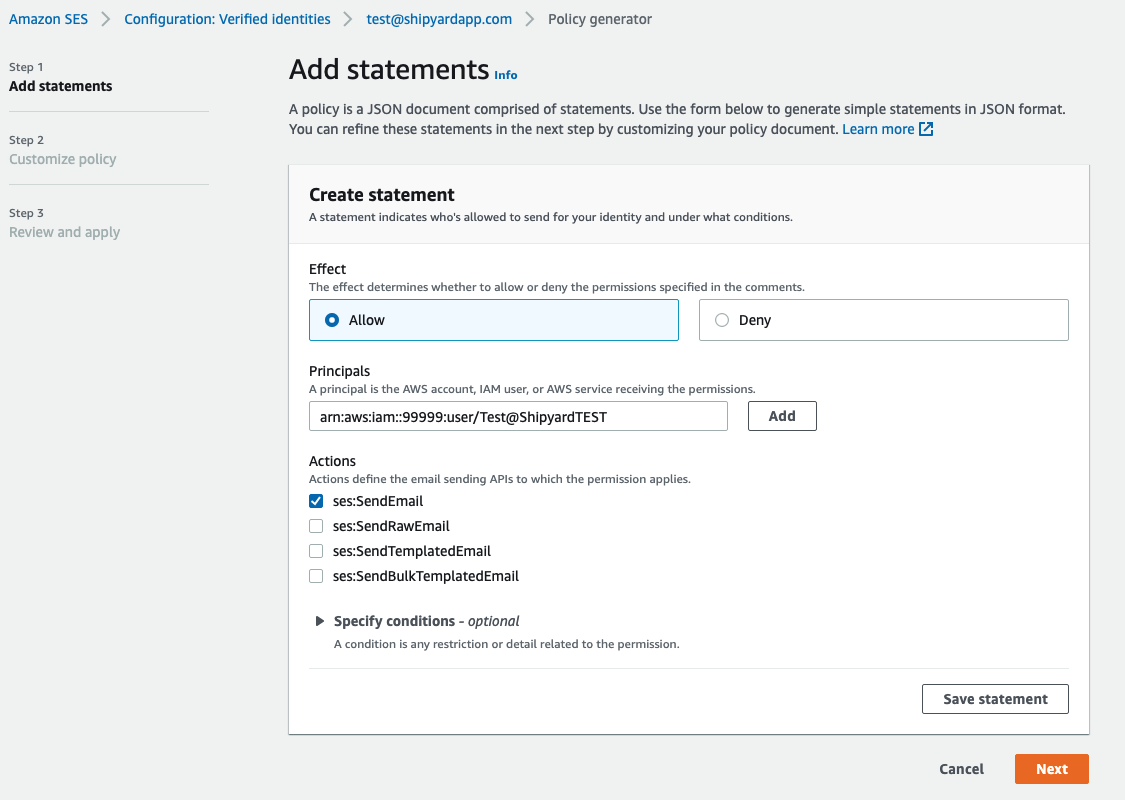 Amazon SES > Configuration: Verified identities > test@shipyardapp.com > Policy generator
Step 1
Add statements
Step 2
Customize policy
Step 3
Review and apply
Add statements Info
A policy is a JSON document comprised of statements. Use the form below to generate simple statements in JSON format.
You can refine these statements in the next step by customizing your policy document. Learn more
Create statement
A statement indicates who's allowed to send for your identity and under what conditions.
Effect
The effect determines whether to allow or deny the permissions specified in the comments.
Allow Deny
Principals
A principal is the AWS account, IAM user, or AWS service receiving the permissions.
arn:aws:iam::99999:user/Test@ShipyardTEST Add
Actions
Actions define the email sending APIs to which the permission applies.
ses:SendEmail
ses:SendRawEmail
ses:SendTemplatedEmail
ses:SendBulkTemplatedEmail
Specify conditions - optional
A condition is any restriction or detail related to the permission.
Save statement
Cancel Next